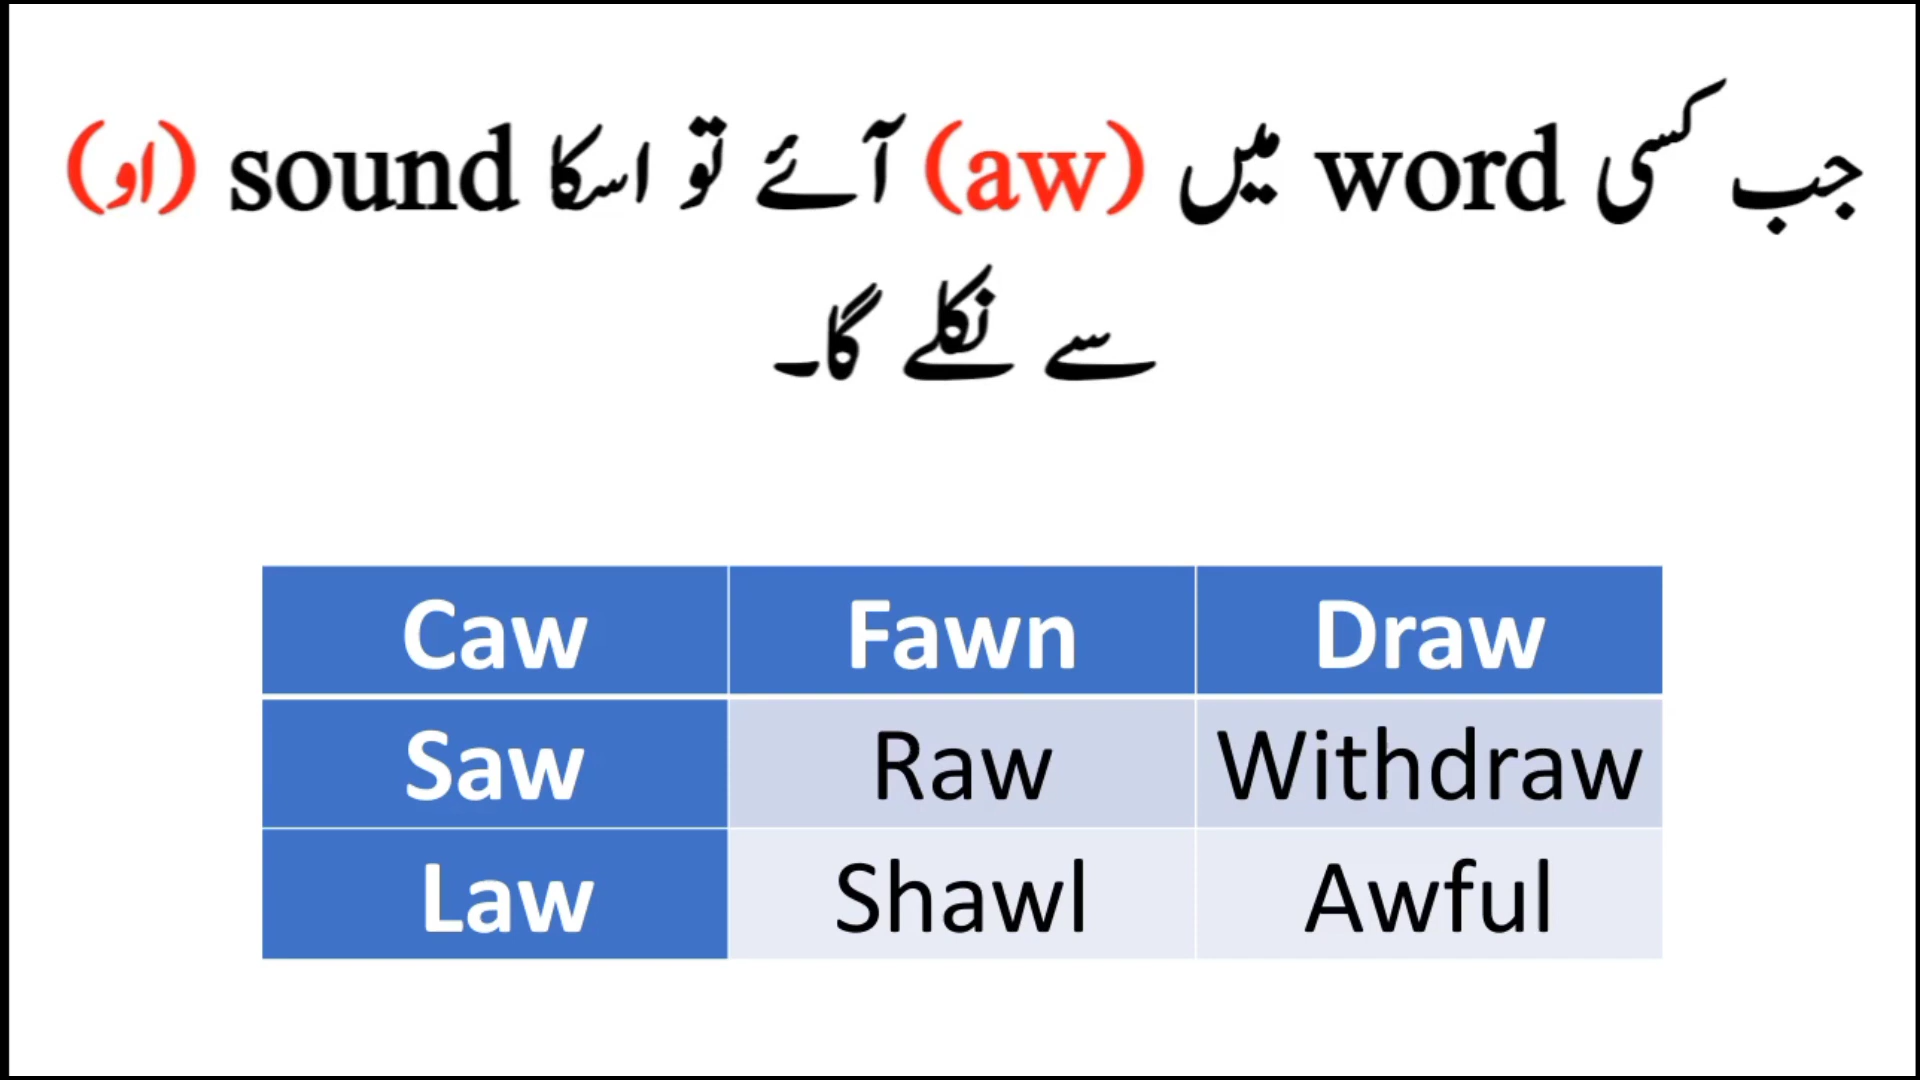 جب کسی word میں (aw) آئے تو اسکا sound (او)
سے نکلے گا۔
Caw Fawn Draw
Saw Raw Withdraw
Law Shawl Awful